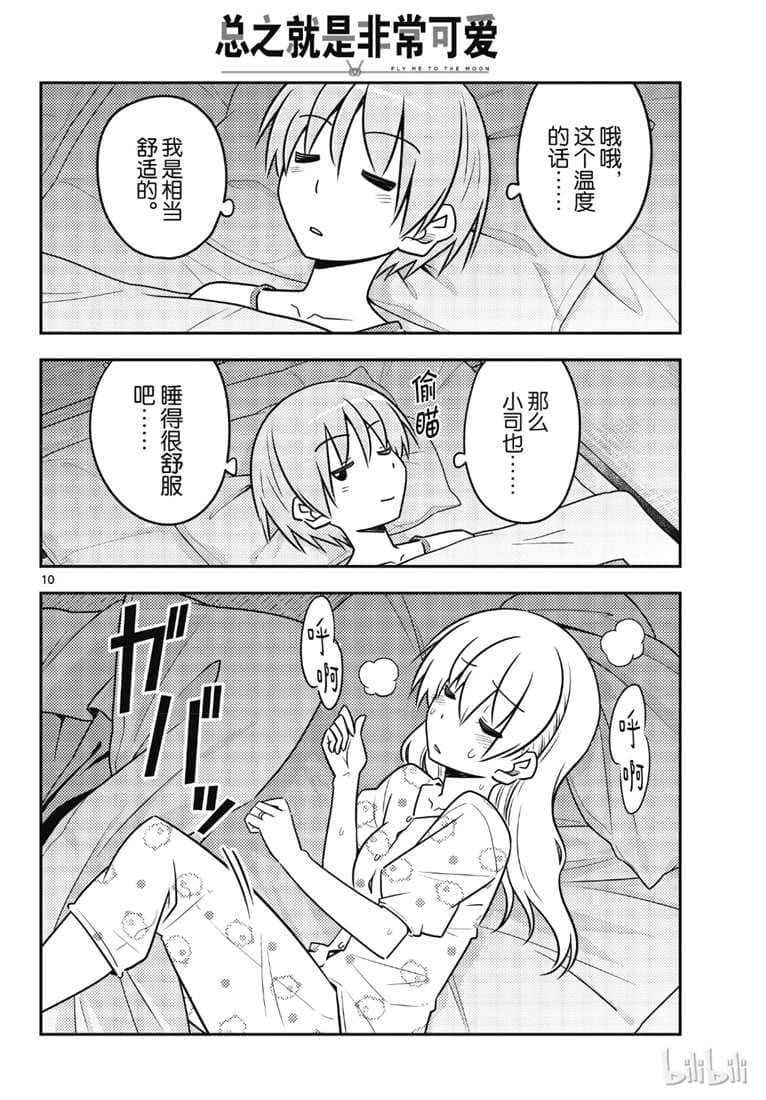 总之就是非常可爱
FLY ME TO THE MOON
哦哦，
这个温度
的话……
我是相当
舒适的。
那么
小司也……
偷瞄
睡得很舒服
吧……
10
ガバッ
呼啊
呼啊
bilibili